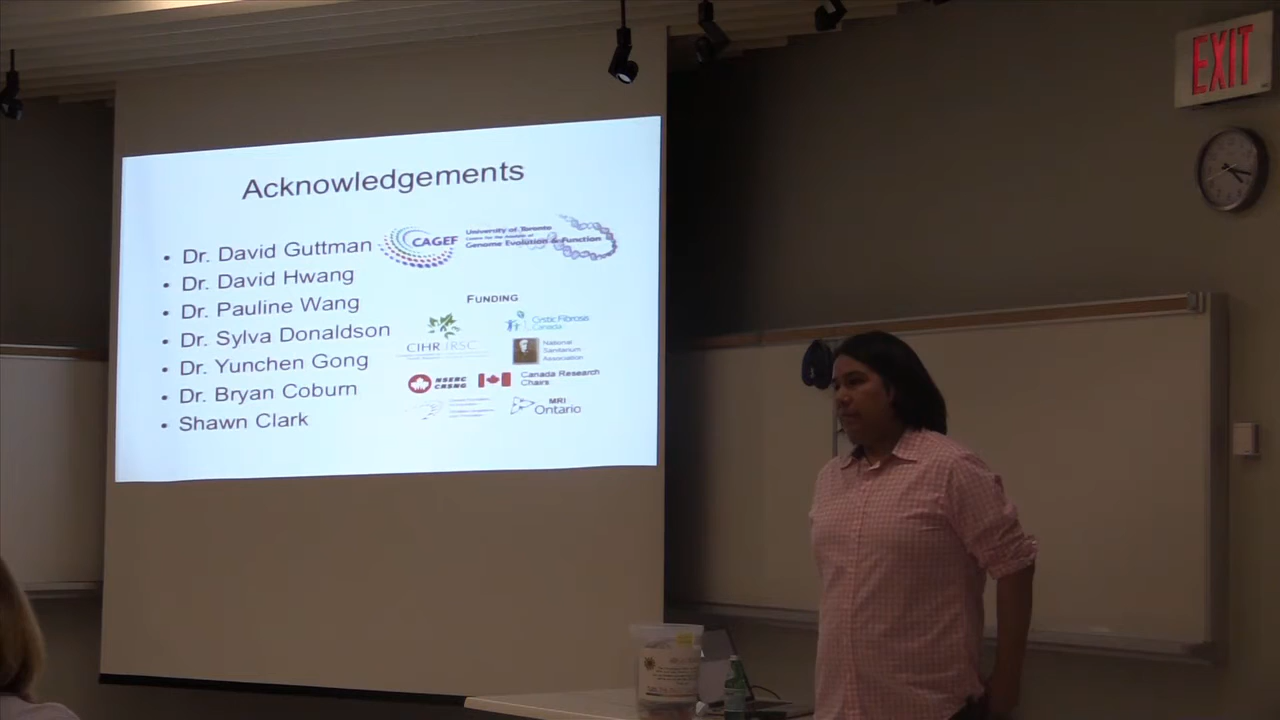 EXIT
Acknowledgements
• Dr. David Guttman
• Dr. David Hwang
• Dr. Pauline Wang
• Dr. Sylva Donaldson
• Dr. Yunchen Gong
• Dr. Bryan Coburn
• Shawn Clark
CAGEF
University of Toronto
Genome Evolution & Function
FUNDING
CIHR IRSC
Cystic Fibrosis
Canada
National
Sanitarium
Association
NSERC
CRSNG
Canada Research
Chairs
MRI
Ontario